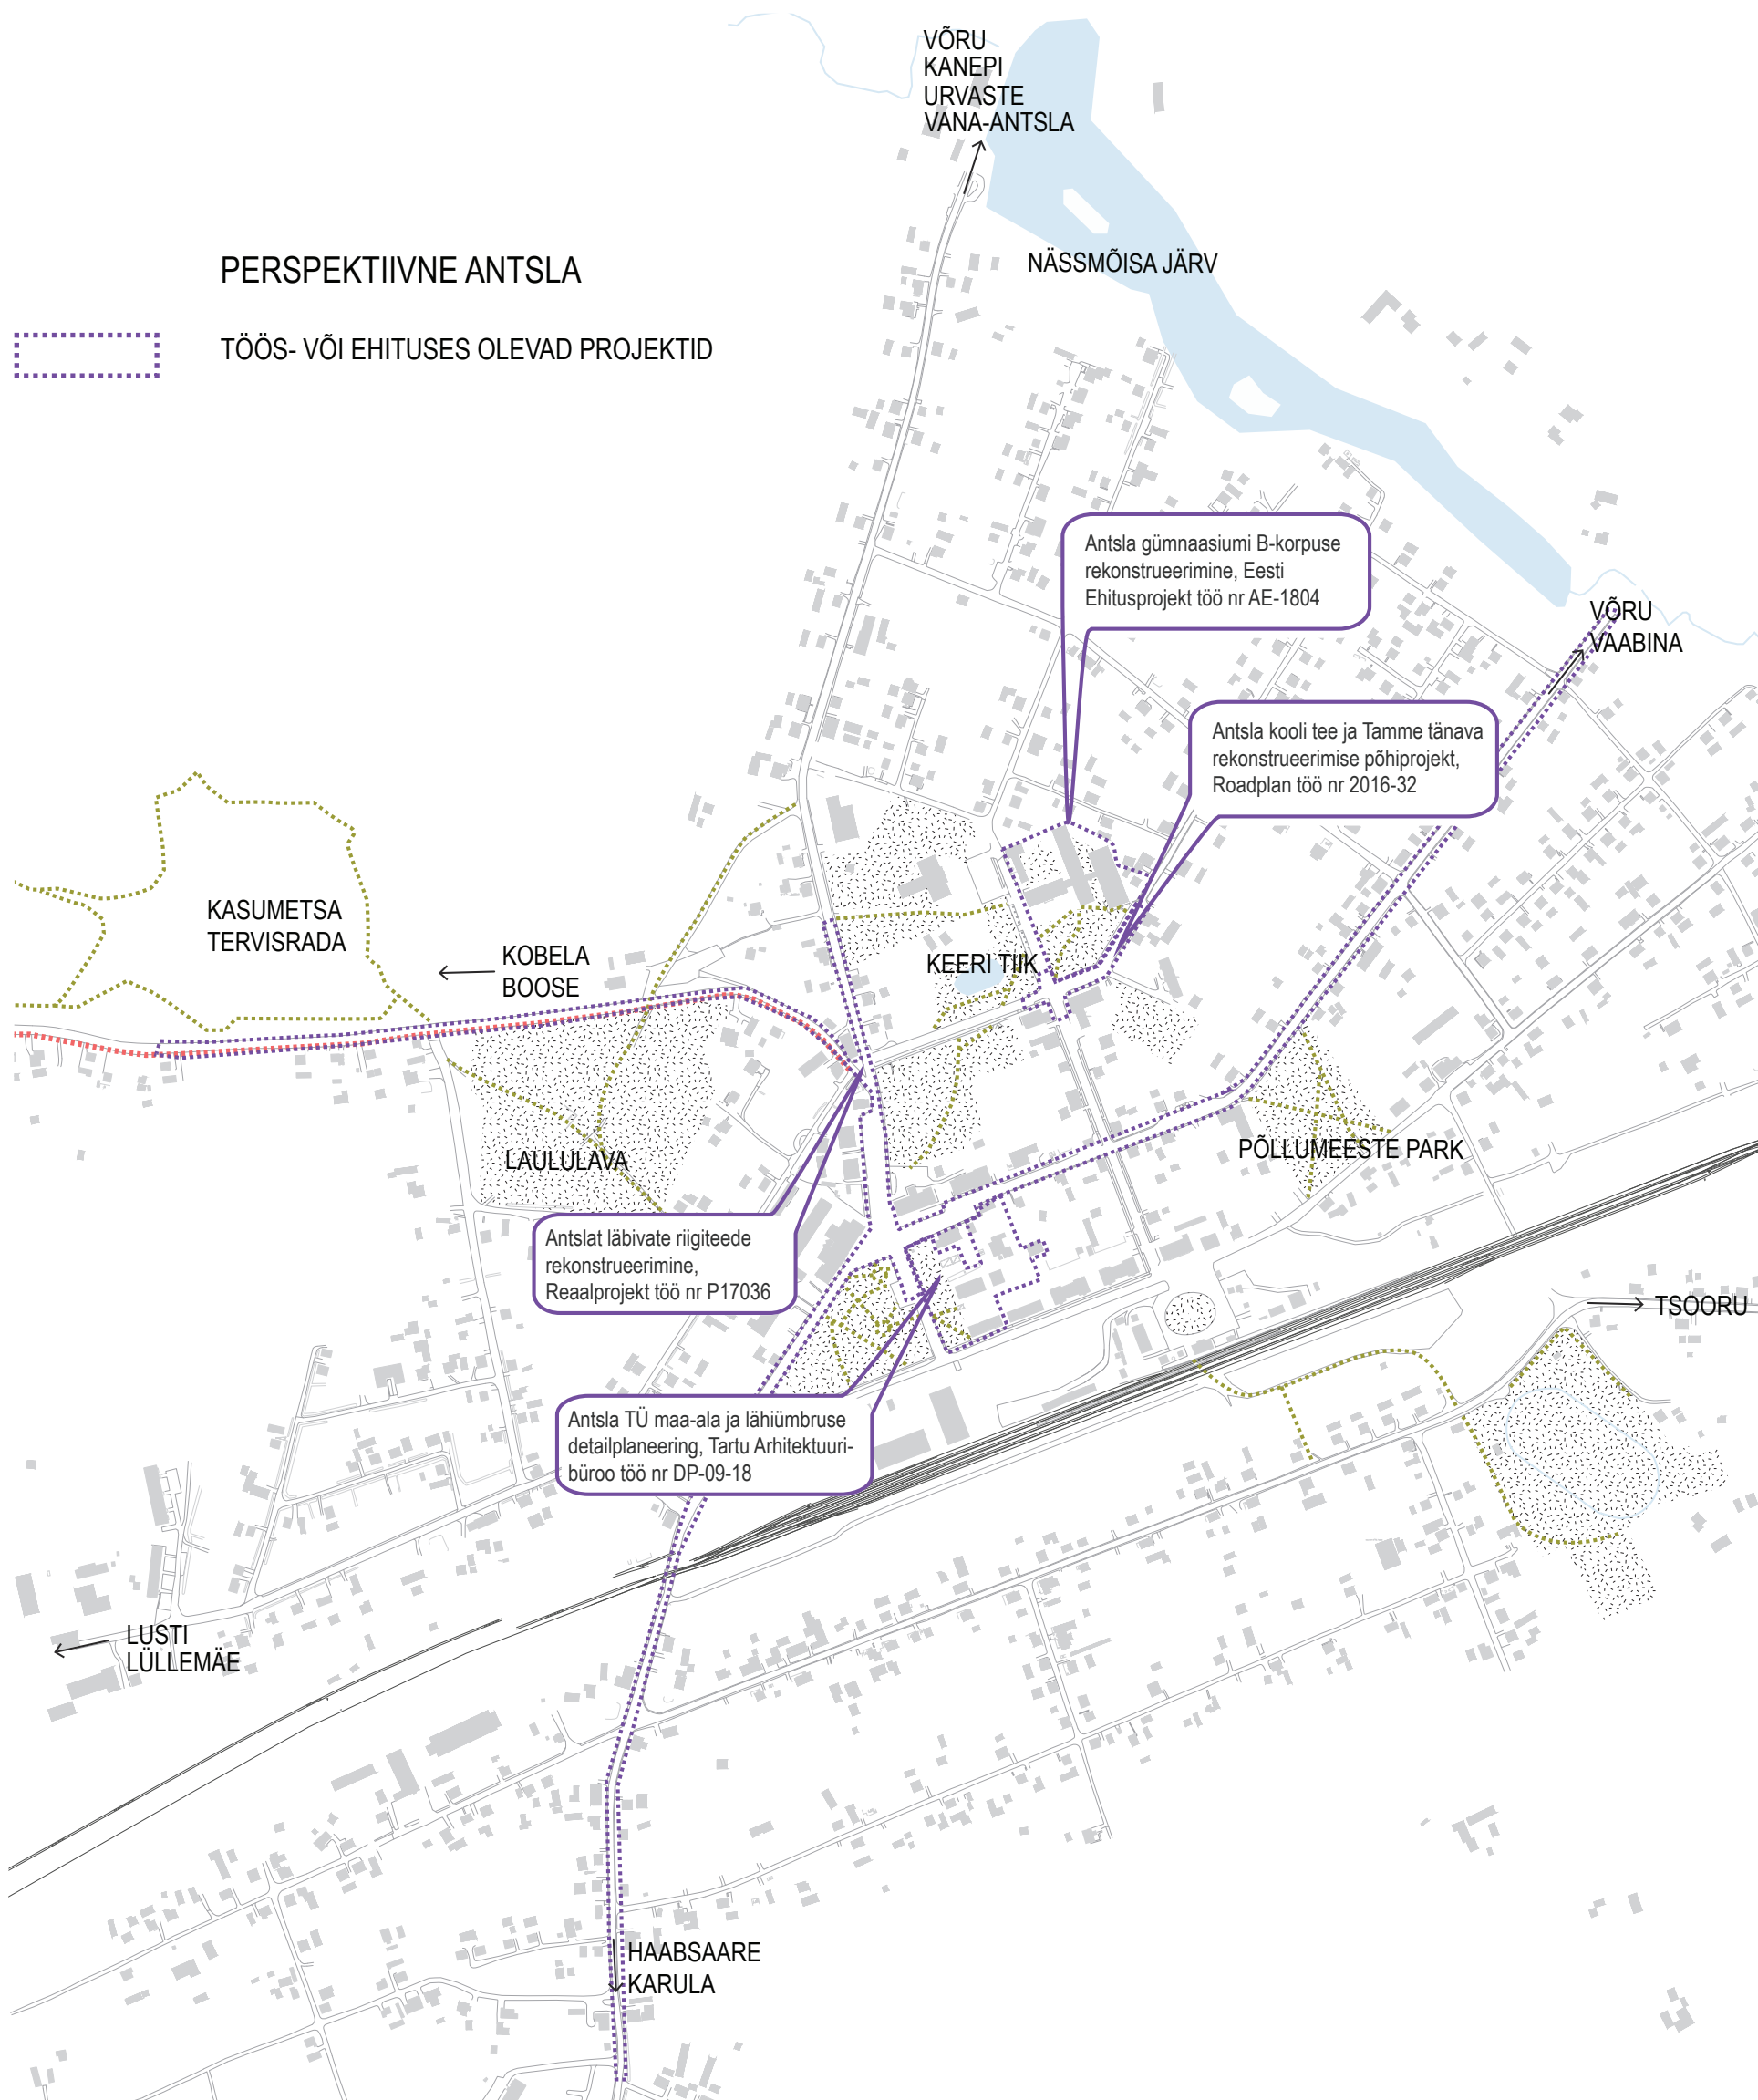 VÕRU
KANEPI
URVASTE
VANA-ANTSLA
NÄSSMÕISA JÄRV
PERSPEKTIIVNE ANTSLA
TÖÖS- VÕI EHITUSES OLEVAD PROJEKTID
Antsla gümnaasiumi B-korpuse
rekonstrueerimine, Eesti
Ehitusprojekt töö nr AE-1804
VÕRU
VAABINA
Antsla kooli tee ja Tamme tänava
rekonstrueerimise põhiprojekt,
Roadplan töö nr 2016-32
KASUMETSA
TERVISRADA
KOBELA
BOOSE
KEERI TIIK
LAULULAVA
PÕLLUMEESTE PARK
Antslat läbivate riigiteede
rekonstrueerimine,
Reaalprojekt töö nr P17036
TSOORU
Antsla TÜ maa-ala ja lähiümbruse
detailplaneering, Tartu Arhitektuuri-
büroo töö nr DP-09-18
LUSTI
LÜLLEMÄE
HAABSAARE
KARULA